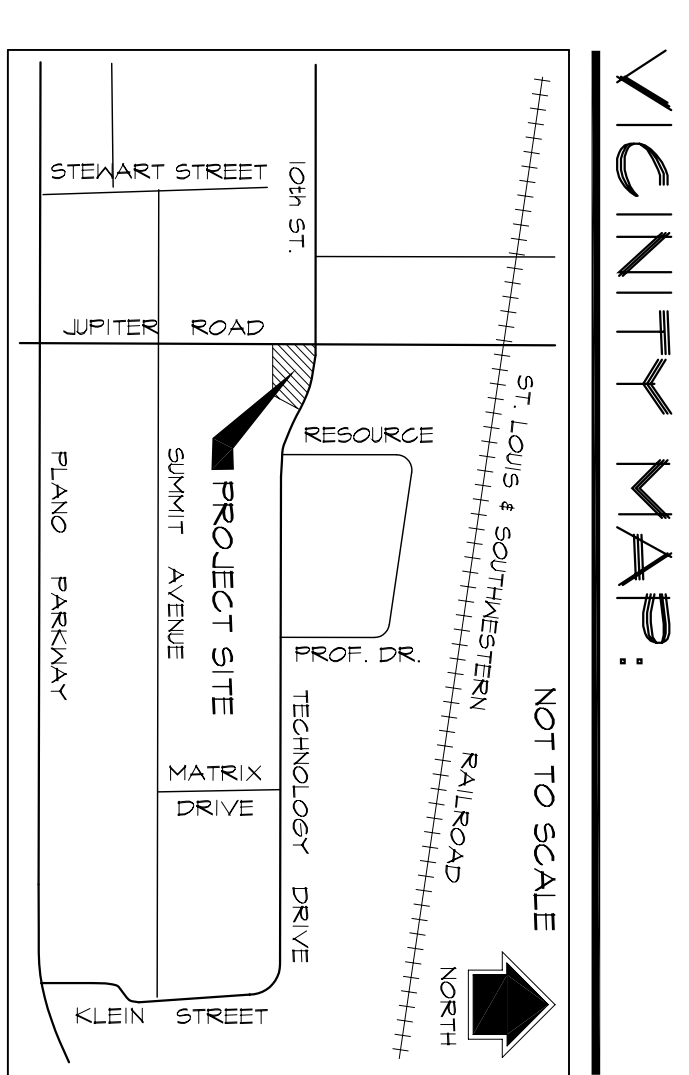 VICINITY MAP:
STEWART STREET
10th ST.
JUPITER ROAD
ST. LOUIS & SOUTHWESTERN RAILROAD
RESOURCE
PLANO PARKWAY
SUMMIT AVENUE
PROJECT SITE
PROF. DR.
TECHNOLOGY DRIVE
NOT TO SCALE
MATRIX
DRIVE
NORTH
KLEIN STREET